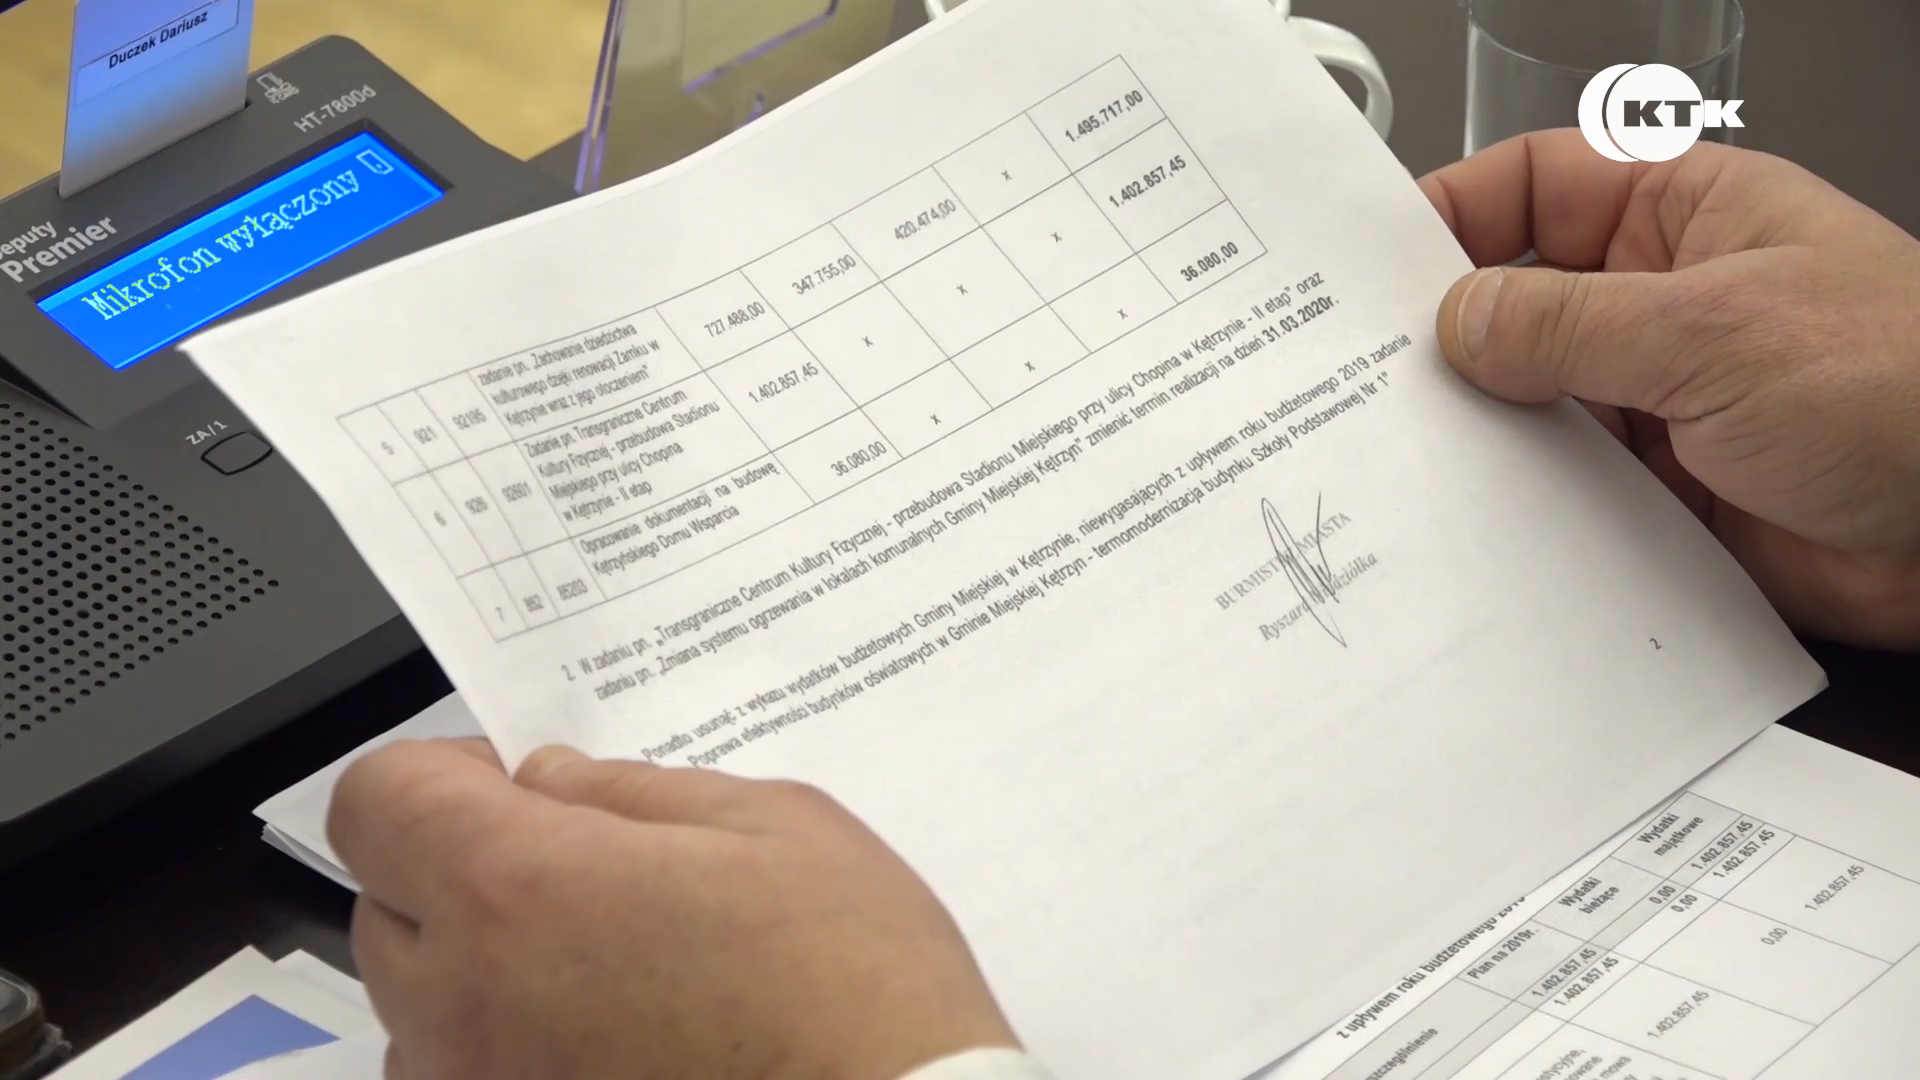 Duczek Dariusz
HT-7800d
Mikrofon wyłączony
Premier
ZA/1
KTK
5 921 92195 zadanie pn. „Zachowanie dziedzictwa
kulturowego dzięki renowacji Zamku w
Kętrzynie wraz z jego otoczeniem"
727.488,00 347.755,00 420.474,00 x 1.495.717,00
6 926 92601 Zadanie pn. Transgraniczne Centrum
Kultury Fizycznej - przebudowa Stadionu
Miejskiego przy ulicy Chopina
w Kętrzynie - II etap
1.402.857,45 x x x 1.402.857,45
7 852 85203 Opracowanie dokumentacji na budowę
Kętrzyńskiego Domu Wsparcia
36.080,00 x x x 36.080,00
2. W zadaniu pn. „Transgraniczne Centrum Kultury Fizycznej - przebudowa Stadionu Miejskiego przy ulicy Chopina w Kętrzynie - II etap" oraz
zadaniu pn. „Zmiana systemu ogrzewania w lokalach komunalnych Gminy Miejskiej Kętrzyn" zmienić termin realizacji na dzień 31.03.2020r.
Ponadto usunąć z wykazu wydatków budżetowych Gminy Miejskiej w Kętrzynie, niewygasających z upływem roku budżetowego 2019 zadanie
Poprawa efektywności budynków oświatowych w Gminie Miejskiej Kętrzyn - termomodernizacja budynku Szkoły Podstawowej Nr 1"
BURMISTRZ MIASTA
Ryszard
2
z upływem roku budżetowego
Plan na 2019r.
Wydatki
bieżące
Wydatki
majątkowe
1.402.857,45 0,00 1.402.857,45
1.402.857,45 0,00 1.402.857,45
1.402.857,45 0,00 1.402.857,45